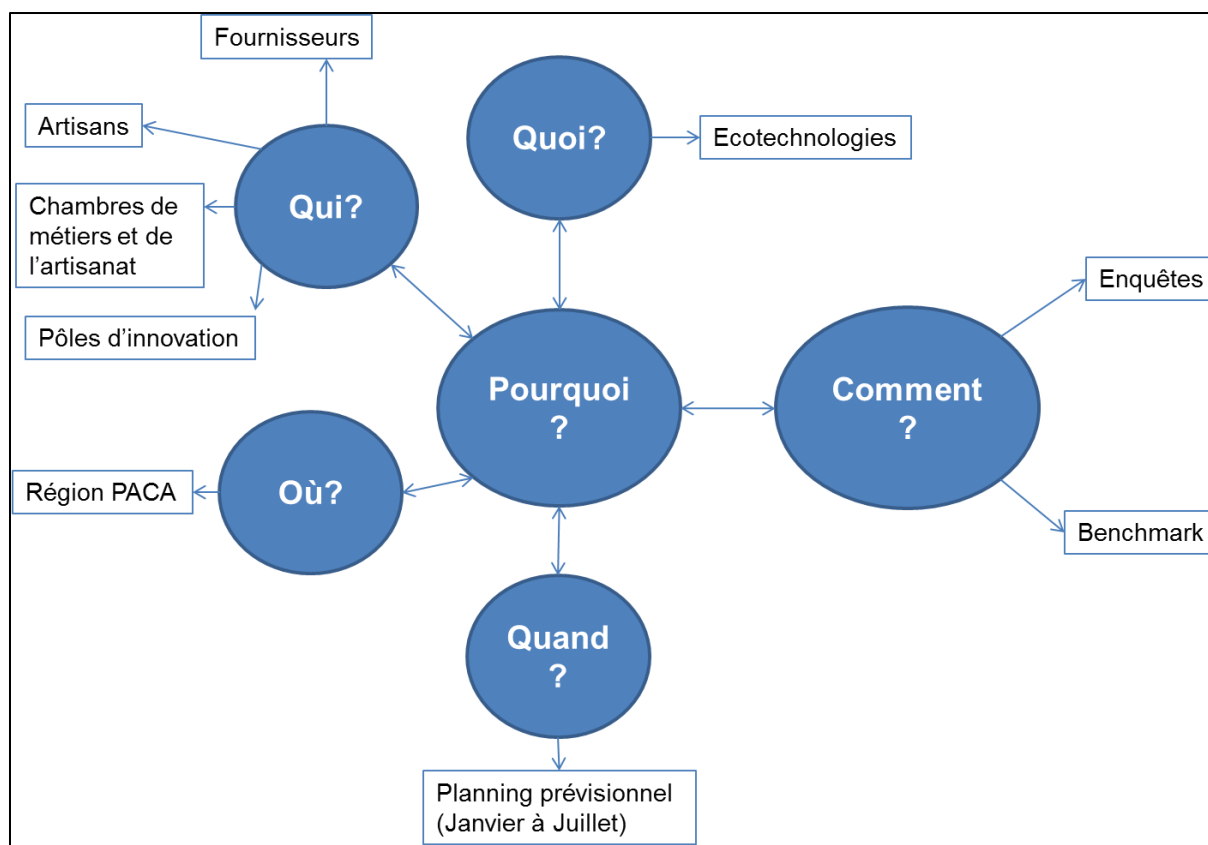 Fournisseurs
Artisans
Qui?
Chambres de
métiers et de
l’artisanat
Pôles d’innovation
Quoi?
Ecotechnologies
Pourquoi
?
Comment
?
Enquêtes
Benchmark
Où?
Région PACA
Quand
?
Planning prévisionnel
(Janvier à Juillet)